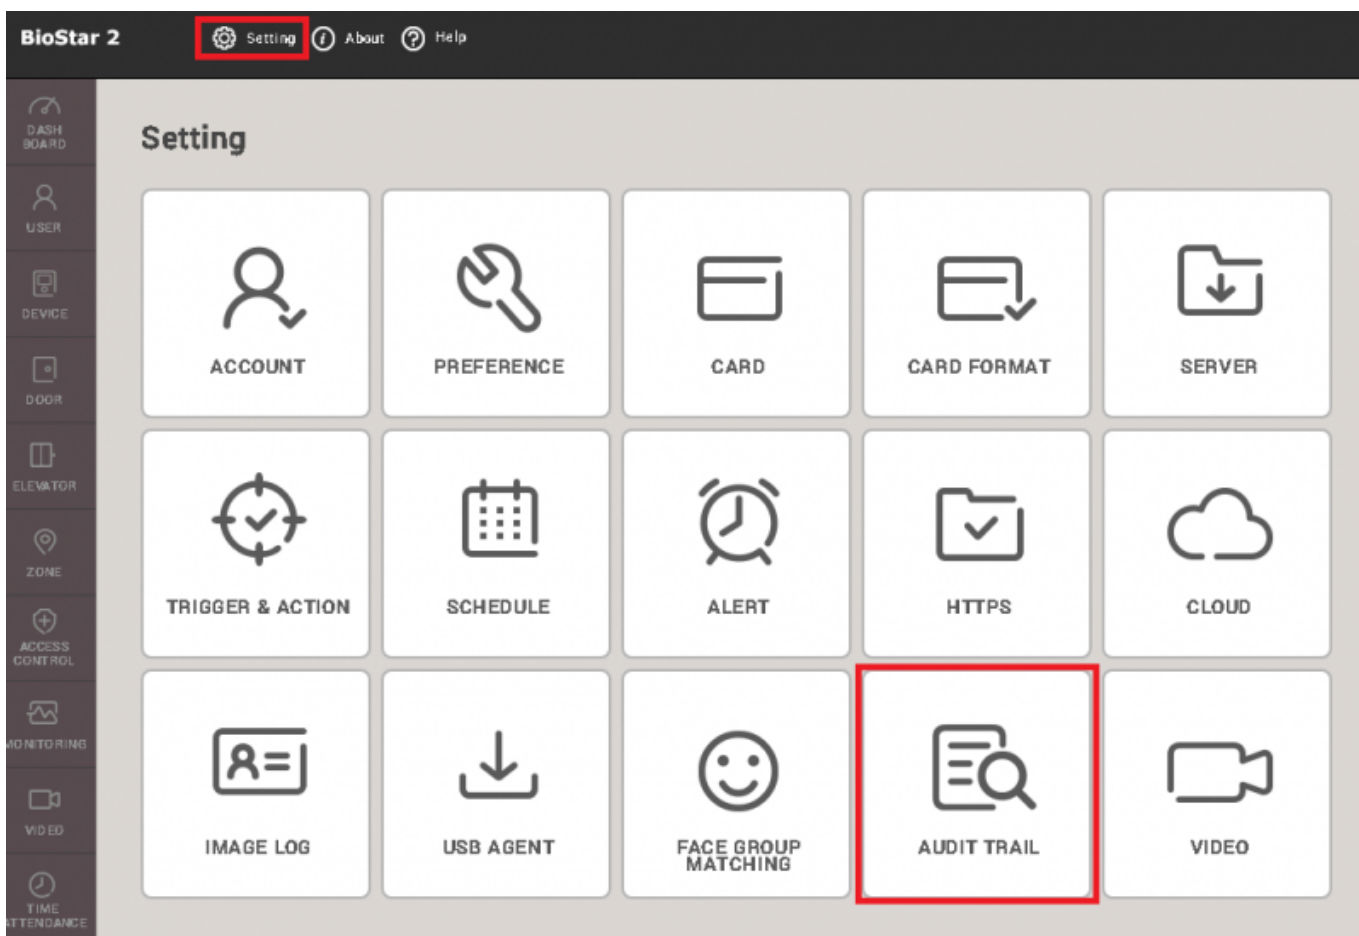 BioStar 2
Setting
About
Help
DASH
BOARD
USER
DEVICE
DOOR
ELEVATOR
ZONE
ACCESS
CONTROL
MONITORING
VIDEO
TIME
ATTENDANCE
Setting
ACCOUNT
PREFERENCE
CARD
CARD FORMAT
SERVER
TRIGGER & ACTION
SCHEDULE
ALERT
HTTPS
CLOUD
IMAGE LOG
USB AGENT
FACE GROUP
MATCHING
AUDIT TRAIL
VIDEO